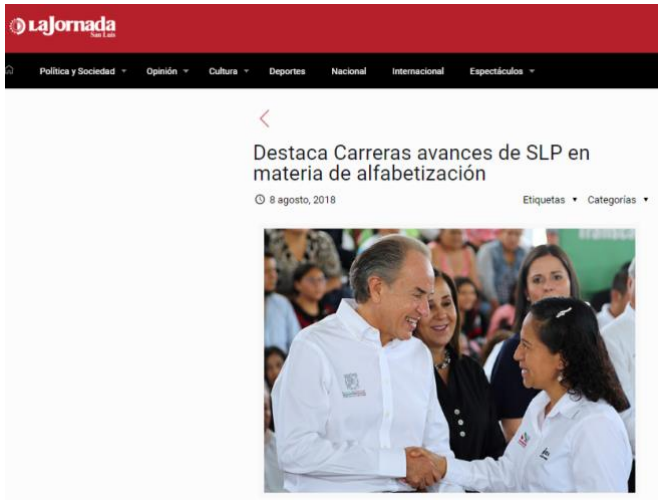 La Jornada
San Luis
Política y Sociedad Opinión Cultura Deportes Nacional Internacional Espectáculos
Destaca Carreras avances de SLP en
materia de alfabetización
8 agosto, 2018 Etiquetas Categorías